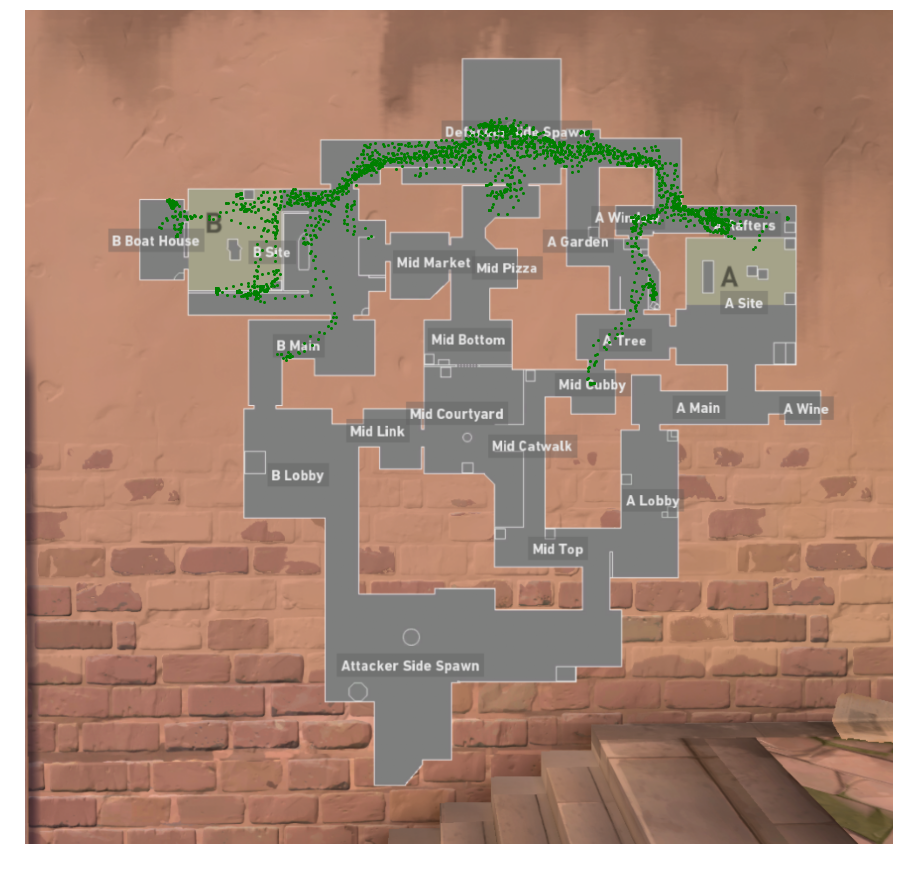 Defender Side Spawn
A Window
B
Rafters
B Boat House
A Garden
B Site
Mid Market
Mid Pizza
A
A Site
B Main
Mid Bottom
A Tree
Mid Cubby
Mid Courtyard
A Main
A Wine
Mid Link
Mid Catwalk
B Lobby
A Lobby
Mid Top
Attacker Side Spawn